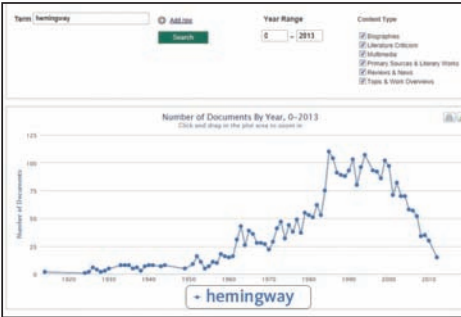 Term hemingway Add row
Search
Year Range
0 - 2013
Content Type
Biographies
Literature Criticism
Multimedia
Primary Sources & Literary Works
Reviews & News
Topic & Work Overviews
Number of Documents By Year, 0-2013
Click and drag in the plot area to zoom in
Number of Documents
125
100
75
50
25
0
1920 1930 1940 1950 1960 1970 1980 1990 2000 2010
hemingway